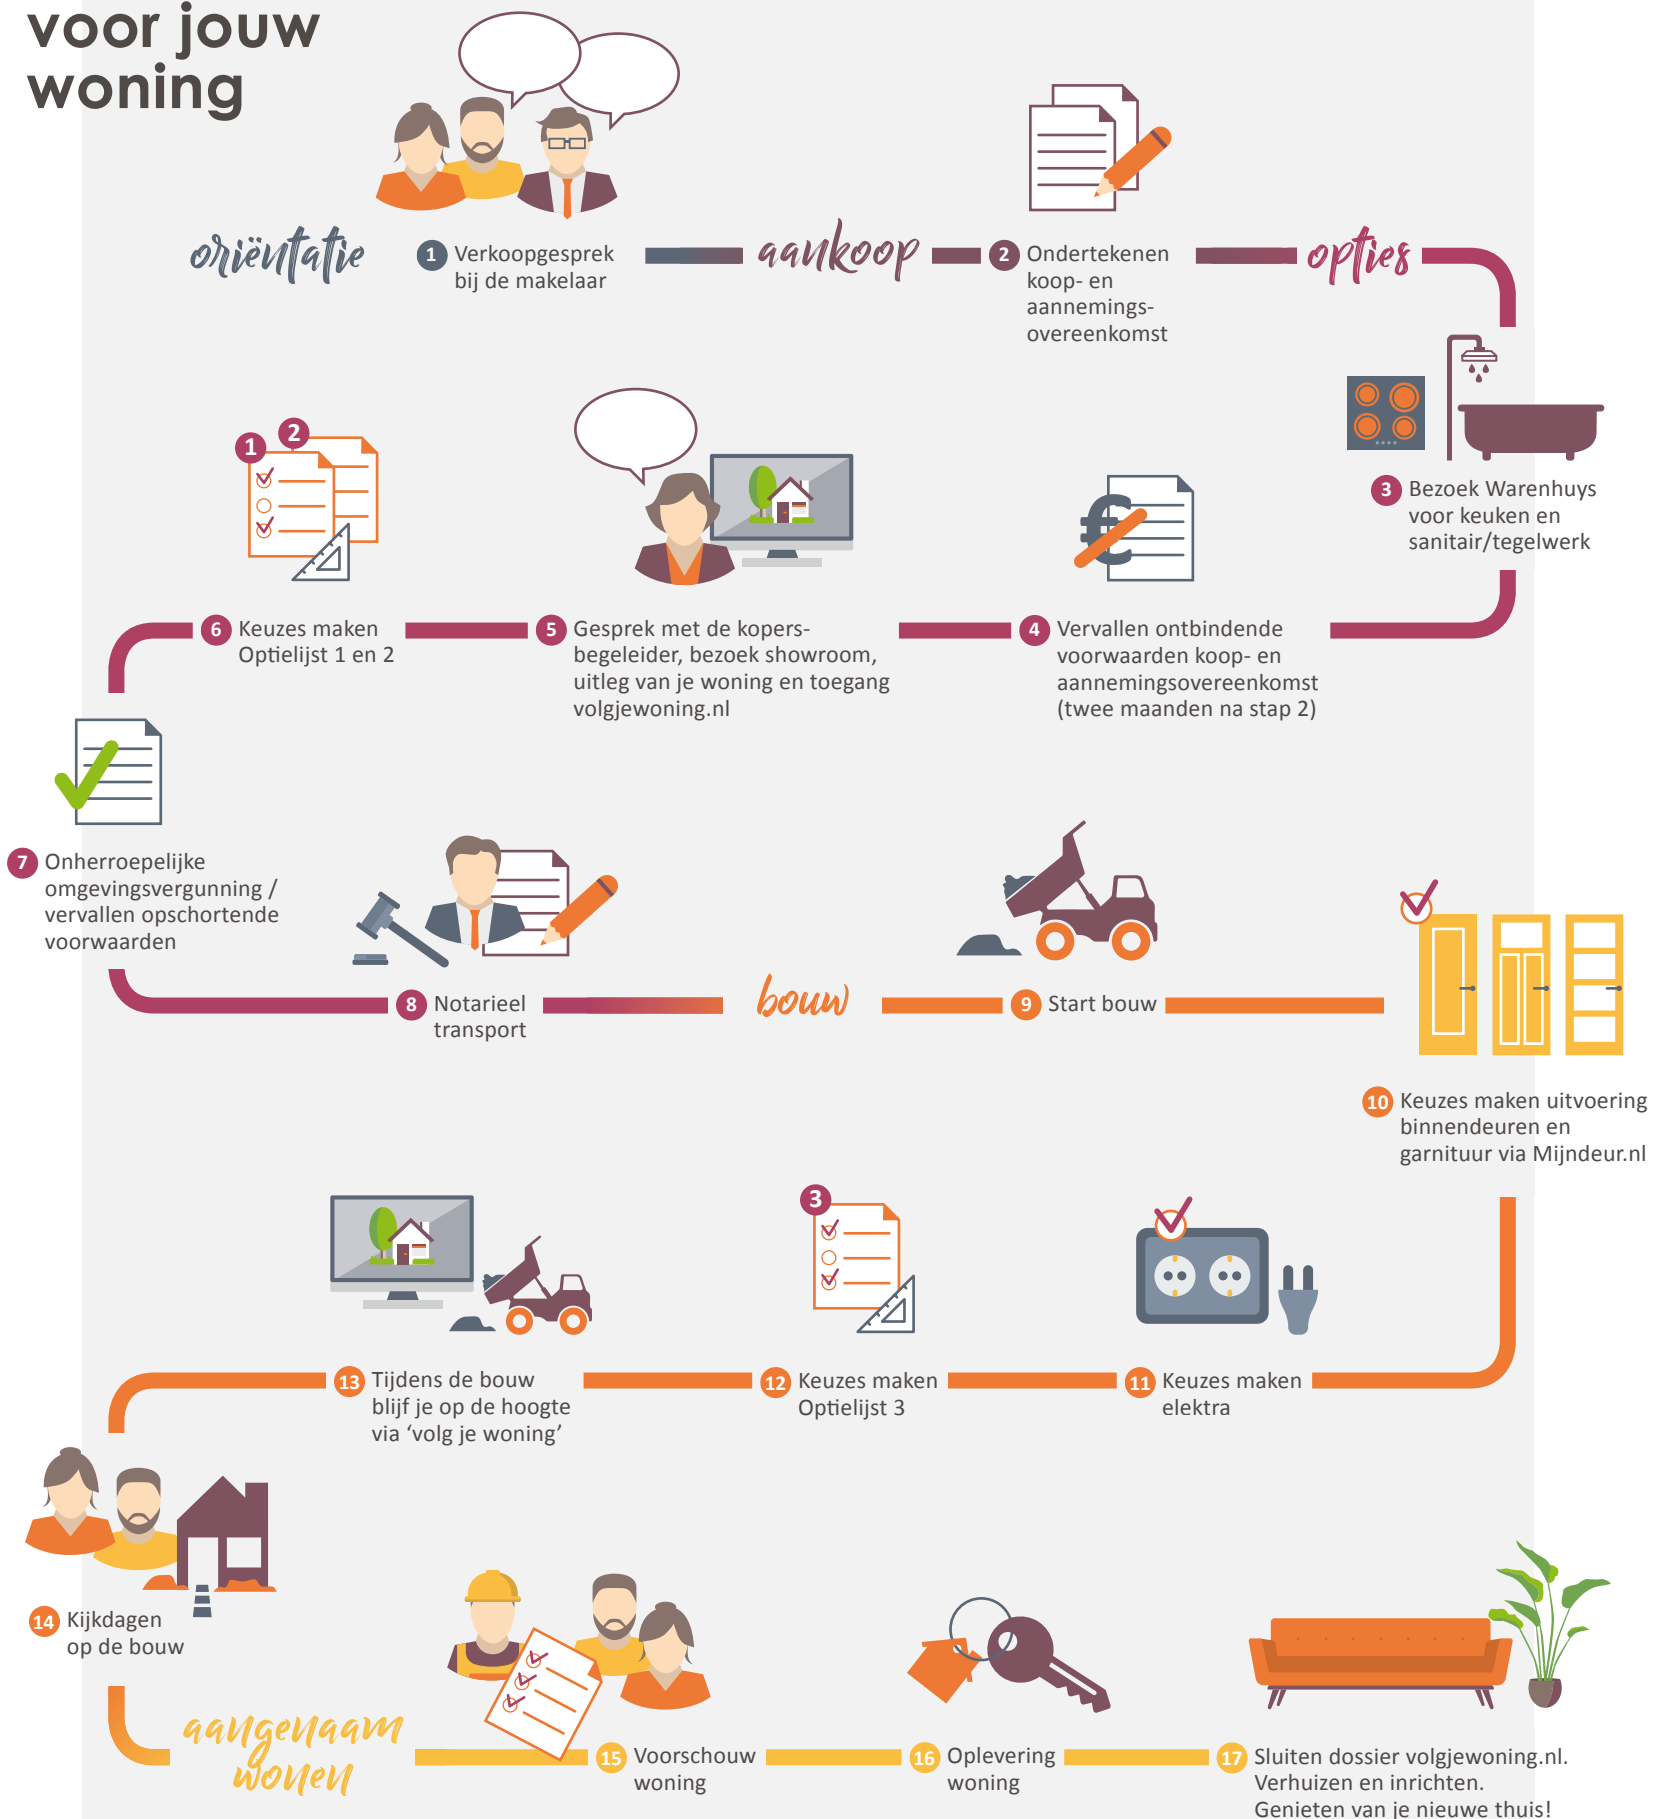 voor jouw
woning
oriëntatie
1 Verkoopgesprek
bij de makelaar
aankoop
2 Ondertekenen
koop- en
aannemings-
overeenkomst
opties
3 Bezoek Warenhuys
voor keuken en
sanitair/tegelwerk
4 Vervallen ontbindende
voorwaarden koop- en
aannemingsovereenkomst
(twee maanden na stap 2)
5 Gesprek met de kopers-
begeleider, bezoek showroom,
uitleg van je woning en toegang
volgjewoning.nl
1
2
6 Keuzes maken
Optielijst 1 en 2
7 Onherroepelijke
omgevingsvergunning /
vervallen opschortende
voorwaarden
8 Notarieel
transport
bouw
9 Start bouw
10 Keuzes maken uitvoering
binnendeuren en
garnituur via Mijndeur.nl
11 Keuzes maken
elektra
3
12 Keuzes maken
Optielijst 3
13 Tijdens de bouw
blijf je op de hoogte
via ‘volg je woning’
14 Kijkdagen
op de bouw
aangenaam
wonen
15 Voorschouw
woning
16 Oplevering
woning
17 Sluiten dossier volgjewoning.nl.
Verhuizen en inrichten.
Genieten van je nieuwe thuis!